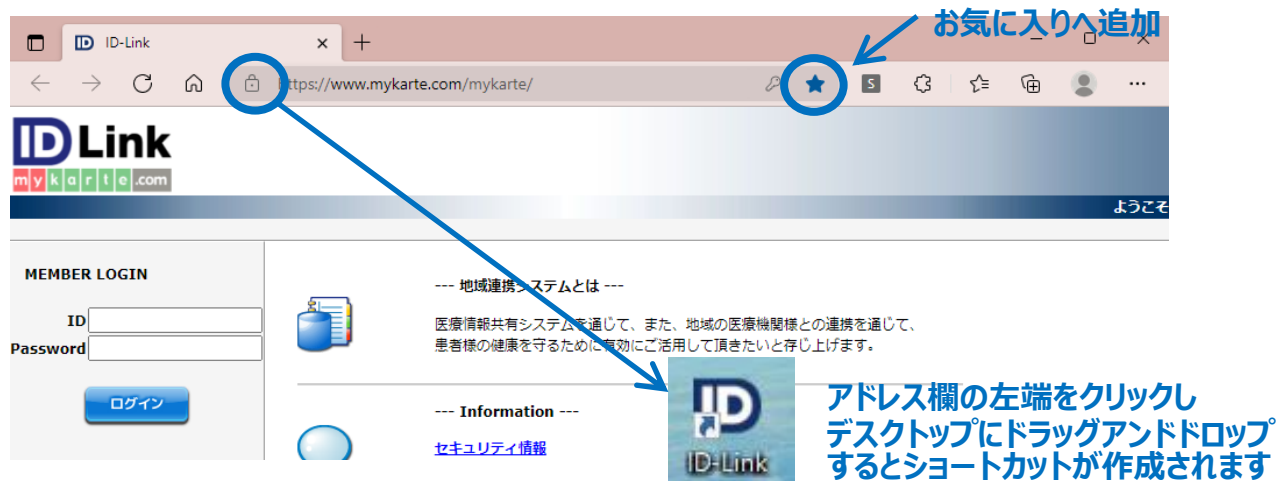 お気に入りへ追加
ID-Link
https://www.mykarte.com/mykarte/
S
ID Link
mykarte.com
ようこそ
MEMBER LOGIN
ID
Password
ログイン
--- 地域連携システムとは ---
医療情報共有システムを通じて、また、地域の医療機関様との連携を通じて、
患者様の健康を守るために有効にご活用して頂きたいと存じ上げます。
--- Information ---
セキュリティ情報
ID
ID-Link
アドレス欄の左端をクリックし
デスクトップにドラッグアンドドロップ
するとショートカットが作成されます